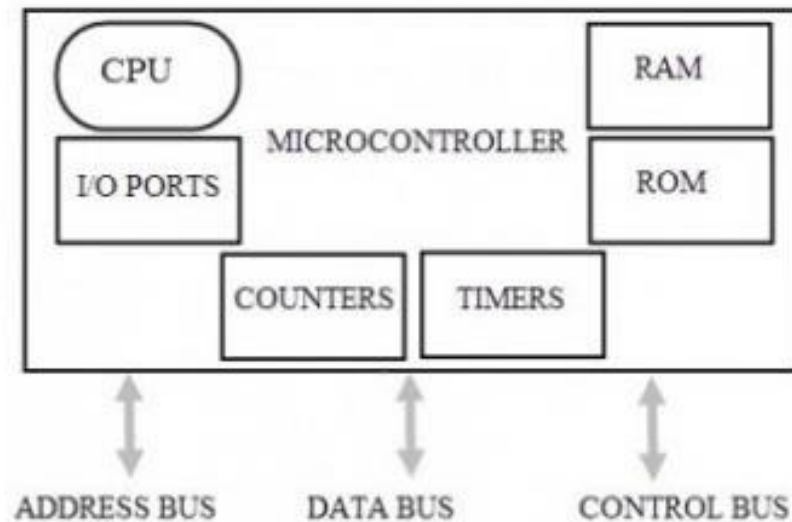 CPU
RAM
MICROCONTROLLER
I/O PORTS
ROM
COUNTERS
TIMERS
ADDRESS BUS
DATA BUS
CONTROL BUS